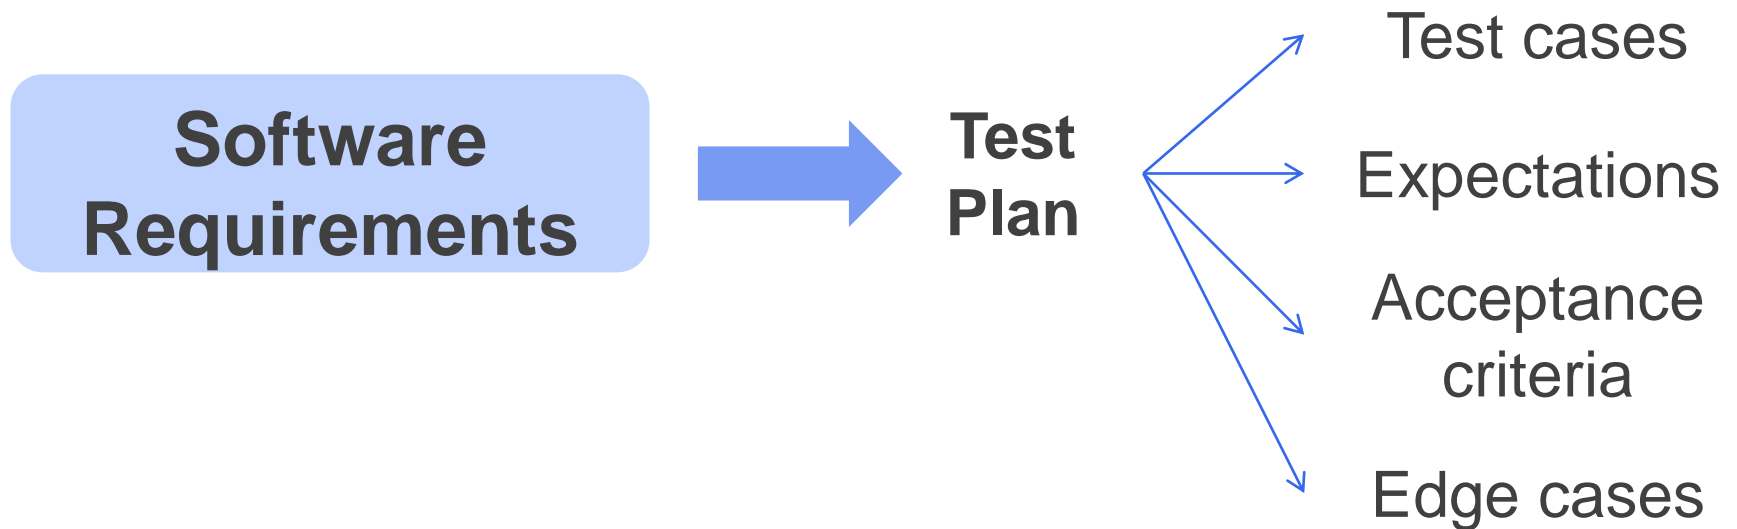 Software
Requirements
Test
Plan
Test cases
Expectations
Acceptance
criteria
Edge cases